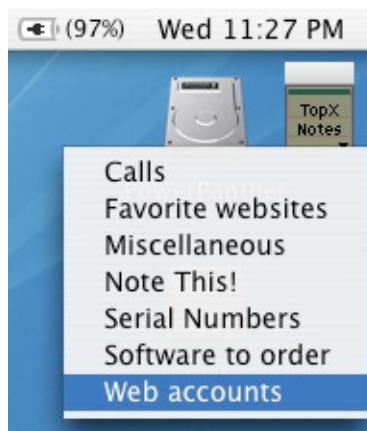 (97%) Wed 11:27 PM
TopX
Notes
PowerPanther
Calls
Favorite websites
Miscellaneous
Note This!
Serial Numbers
Software to order
Web accounts